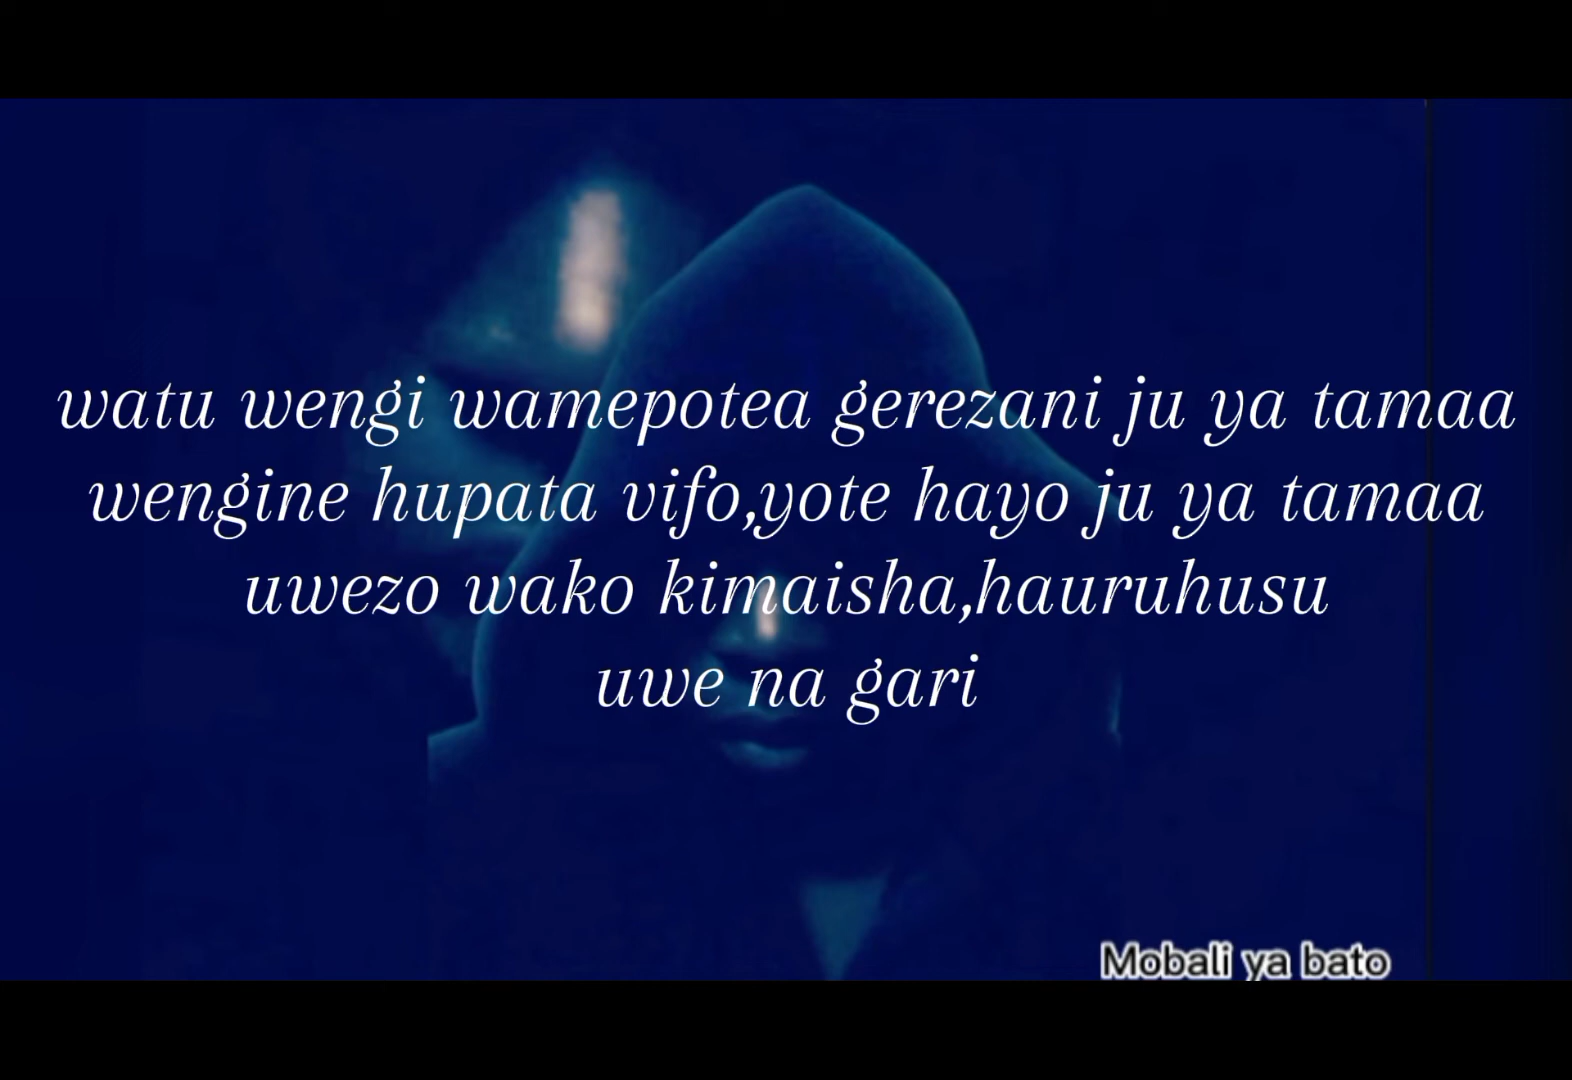 watu wengi wamepotea gerezani ju ya tamaa
wengine hupata vifo,yote hayo ju ya tamaa
uwezo wako kimaisha,hauruhusu
uwe na gari
Mobali ya bato